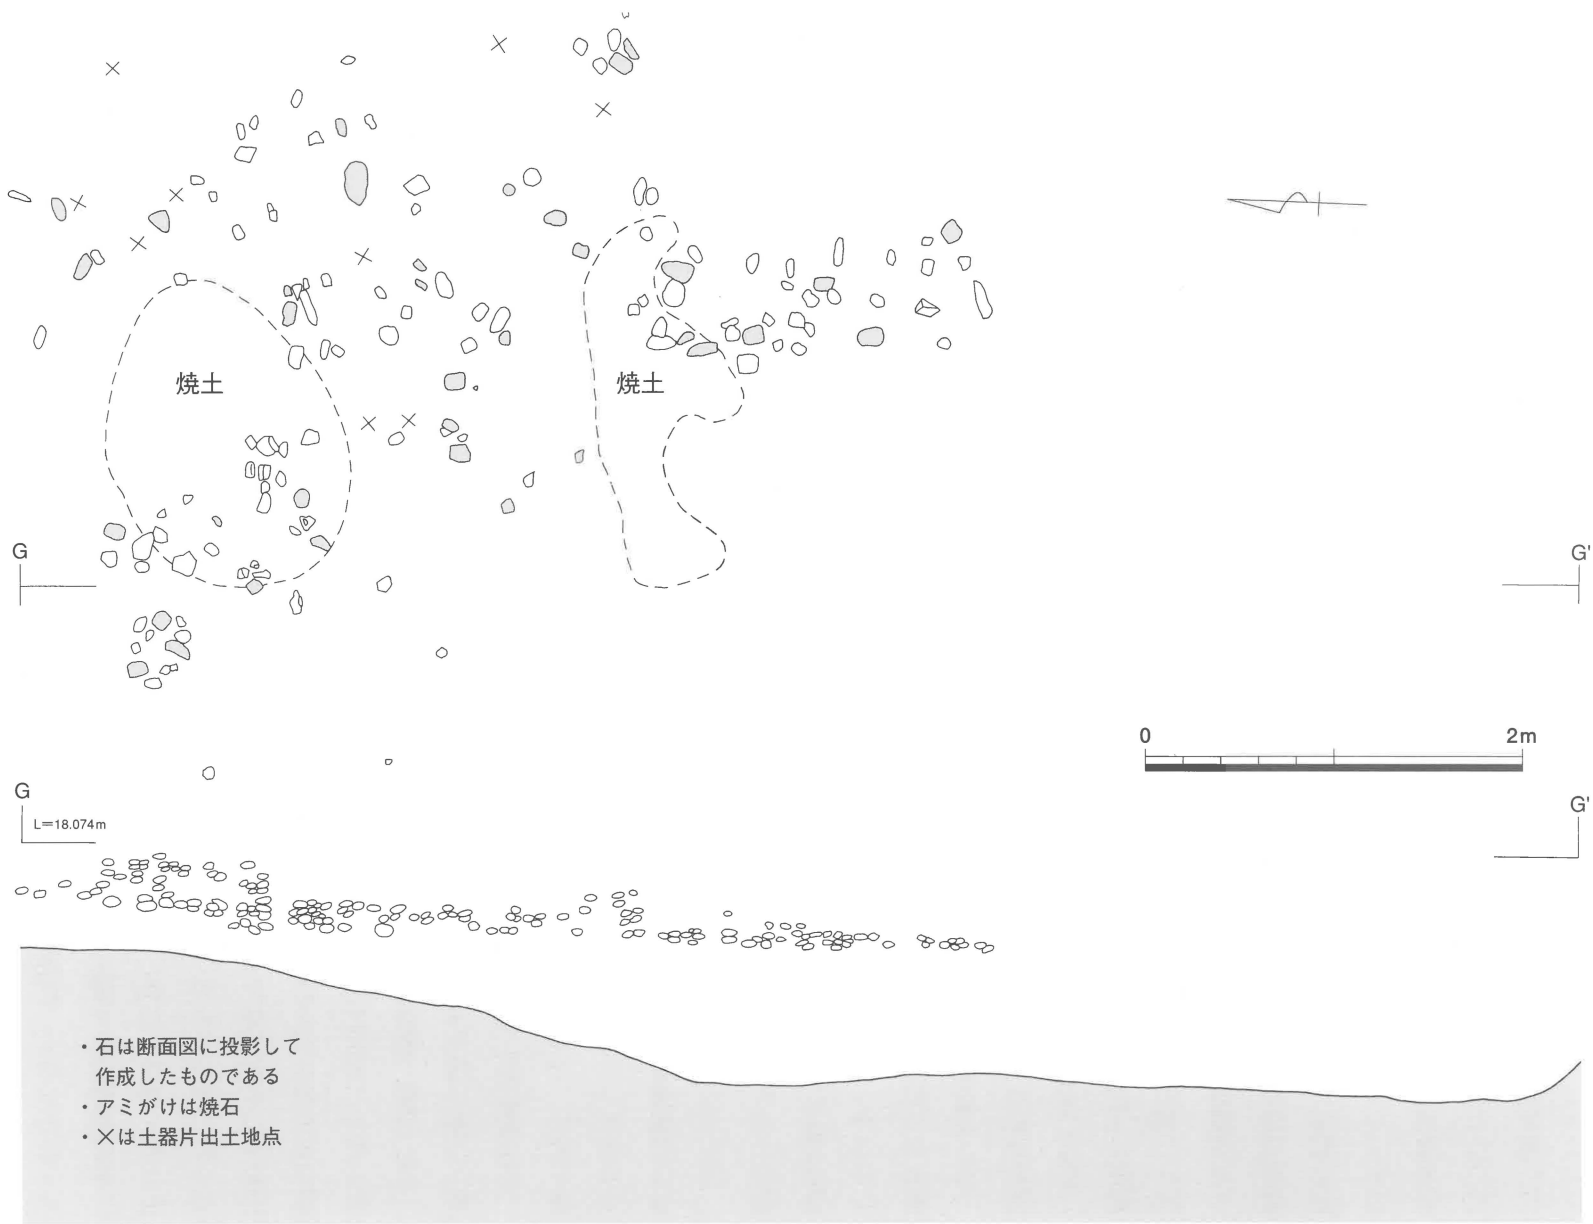 焼土
焼土
G
G'
0
2m
G
G'
L=18.074m
・石は断面図に投影して
作成したものである
・アミがけは焼石
・×は土器片出土地点